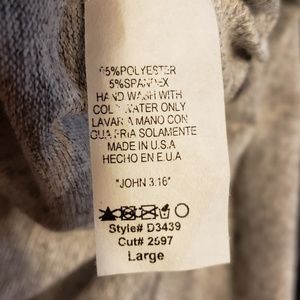 95%POLYESTER
5%SPANDEX
HAND WASH WITH
COLD WATER ONLY
LAVAR A MANO CON
GUA FRIA SOLAMENTE
MADE IN U.S.A
HECHO EN E.U.A
"JOHN 3.16"
Style# D3439
Cut# 2597
Large